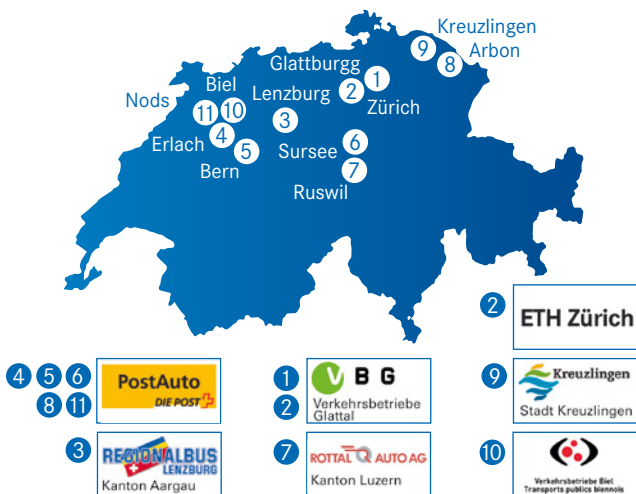 Kreuzlingen
9
Arbon
8
Glattburgg
1
Biel
Lenzburg
2
Nods
Zürich
11
10
3
4
Erlach
5
Sursee
6
Bern
7
Ruswil
2
ETH Zürich
4 5 6
8 11
PostAuto
DIE POST
1
2
VBG
Verkehrsbetriebe
Glattal
9
Kreuzlingen
Stadt Kreuzlingen
3
REGIONALBUS
LENZBURG
Kanton Aargau
7
ROTTAL AUTO AG
Kanton Luzern
10
Verkehrsbetriebe Biel
Transports publics biennois